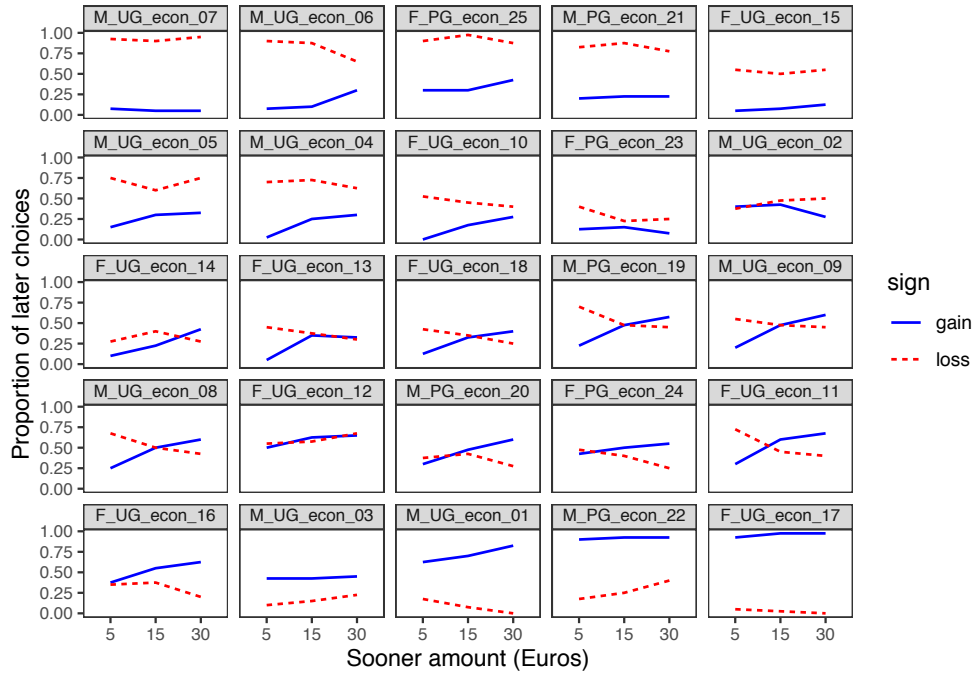 M_UG_econ_07 M_UG_econ_06 F_PG_econ_25 M_PG_econ_21 F_UG_econ_15
1.00
0.75
0.50
0.25
0.00
M_UG_econ_05 M_UG_econ_04 F_UG_econ_10 F_PG_econ_23 M_UG_econ_02
1.00
0.75
0.50
0.25
0.00
F_UG_econ_14 F_UG_econ_13 F_UG_econ_18 M_PG_econ_19 M_UG_econ_09
1.00
0.75
0.50
0.25
0.00
M_UG_econ_08 F_UG_econ_12 M_PG_econ_20 F_PG_econ_24 F_UG_econ_11
1.00
0.75
0.50
0.25
0.00
F_UG_econ_16 M_UG_econ_03 M_UG_econ_01 M_PG_econ_22 F_UG_econ_17
1.00
0.75
0.50
0.25
0.00
5 15 30 5 15 30 5 15 30 5 15 30 5 15 30
Sooner amount (Euros)
Proportion of later choices
sign
gain
loss